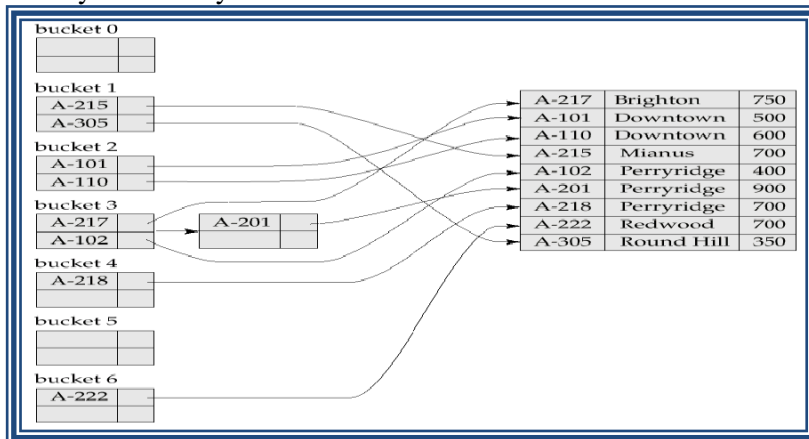 bucket 0
bucket 1
A-215
A-305
bucket 2
A-101
A-110
bucket 3
A-217
A-102
A-201
bucket 4
A-218
bucket 5
bucket 6
A-222
A-217 Brighton 750
A-101 Downtown 500
A-110 Downtown 600
A-215 Mianus 700
A-102 Perryridge 400
A-201 Perryridge 900
A-218 Perryridge 700
A-222 Redwood 700
A-305 Round Hill 350